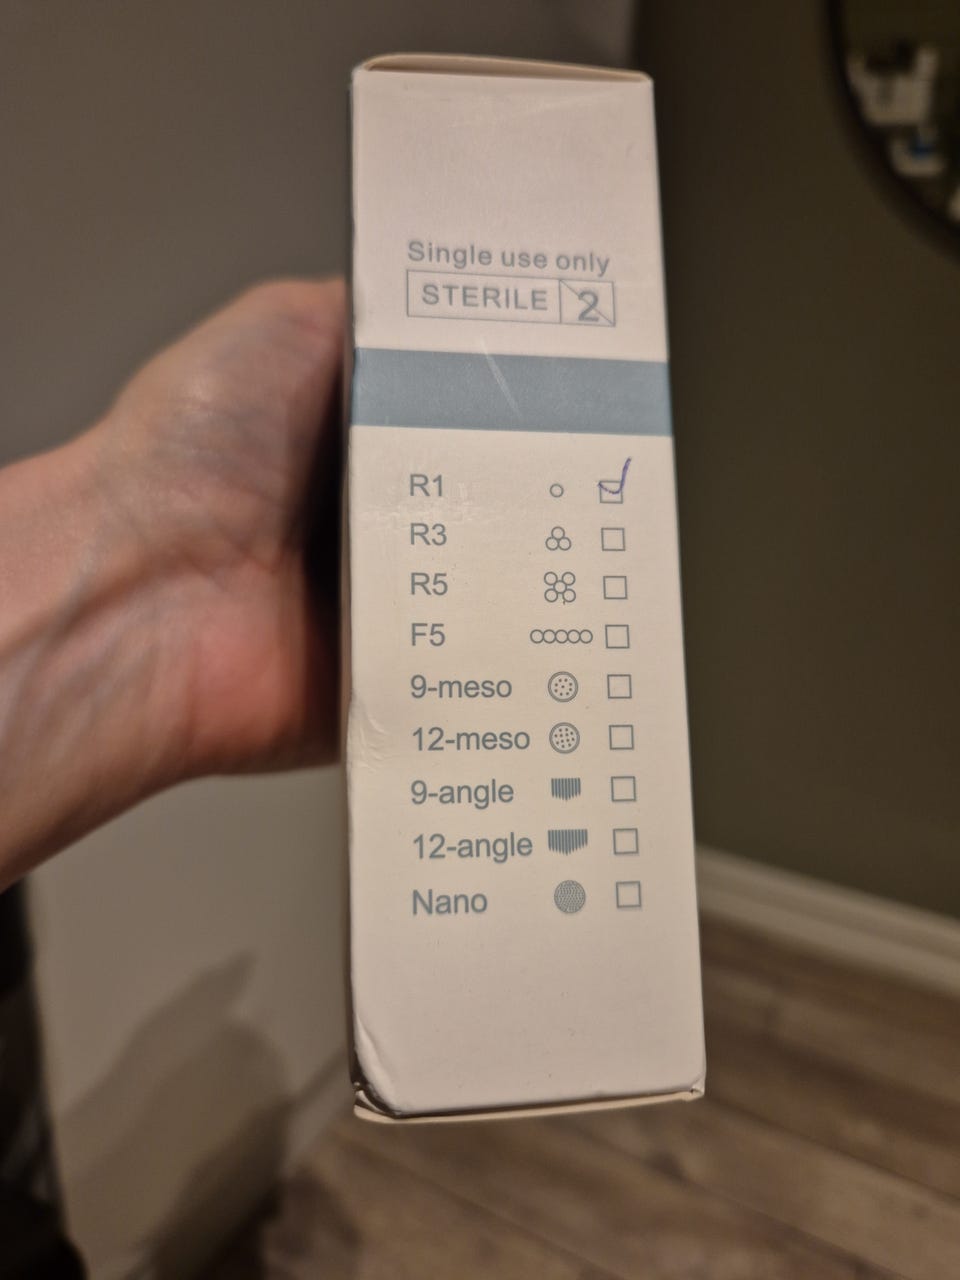 Single use only
STERILE 2
R1
R3
R5
F5
9-meso
12-meso
9-angle
12-angle
Nano